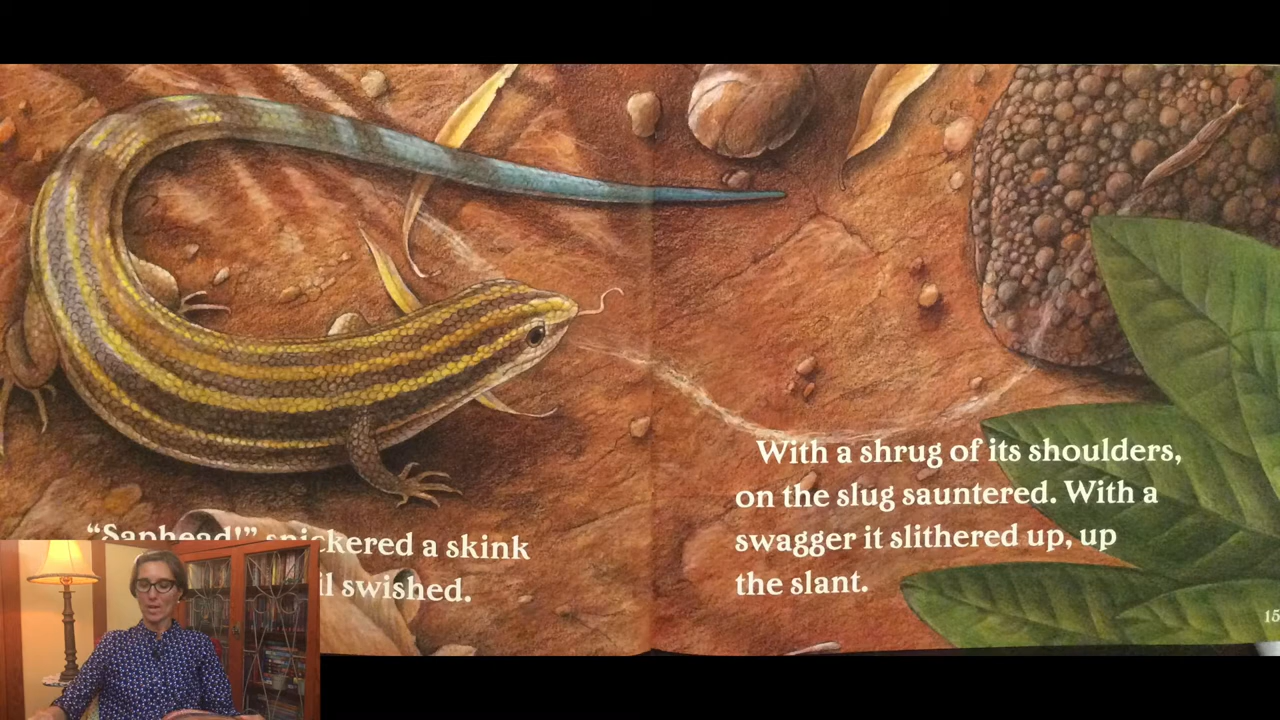 “Saphead!” snickered a skink
swished.
With a shrug of its shoulders,
on the slug sauntered. With a
swagger it slithered up, up
the slant.
15